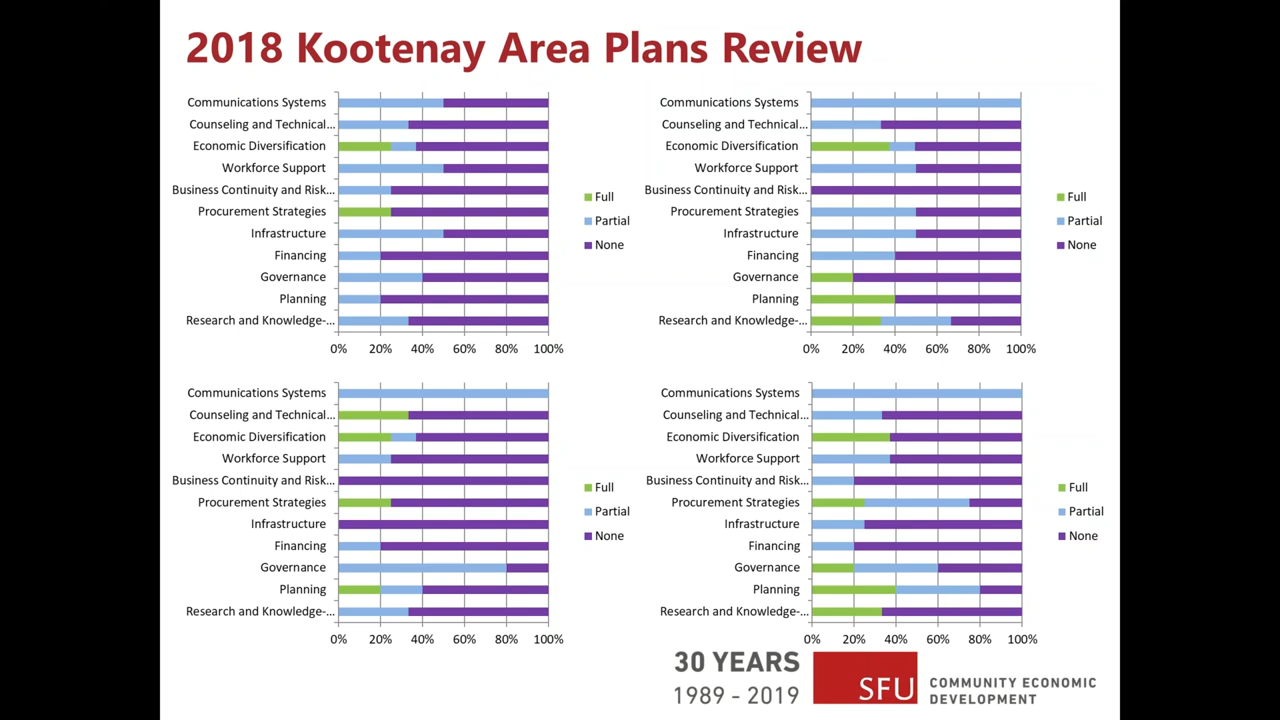 2018 Kootenay Area Plans Review
Communications Systems
Counseling and Technical...
Economic Diversification
Workforce Support
Business Continuity and Risk...
Procurement Strategies
Infrastructure
Financing
Governance
Planning
Research and Knowledge-...
0% 20% 40% 60% 80% 100%
Full
Partial
None
Communications Systems
Counseling and Technical...
Economic Diversification
Workforce Support
Business Continuity and Risk...
Procurement Strategies
Infrastructure
Financing
Governance
Planning
Research and Knowledge-...
0% 20% 40% 60% 80% 100%
Full
Partial
None
Communications Systems
Counseling and Technical...
Economic Diversification
Workforce Support
Business Continuity and Risk...
Procurement Strategies
Infrastructure
Financing
Governance
Planning
Research and Knowledge-...
0% 20% 40% 60% 80% 100%
Full
Partial
None
Communications Systems
Counseling and Technical...
Economic Diversification
Workforce Support
Business Continuity and Risk...
Procurement Strategies
Infrastructure
Financing
Governance
Planning
Research and Knowledge-...
0% 20% 40% 60% 80% 100%
Full
Partial
None
30 YEARS
1989 - 2019
SFU
COMMUNITY ECONOMIC
DEVELOPMENT